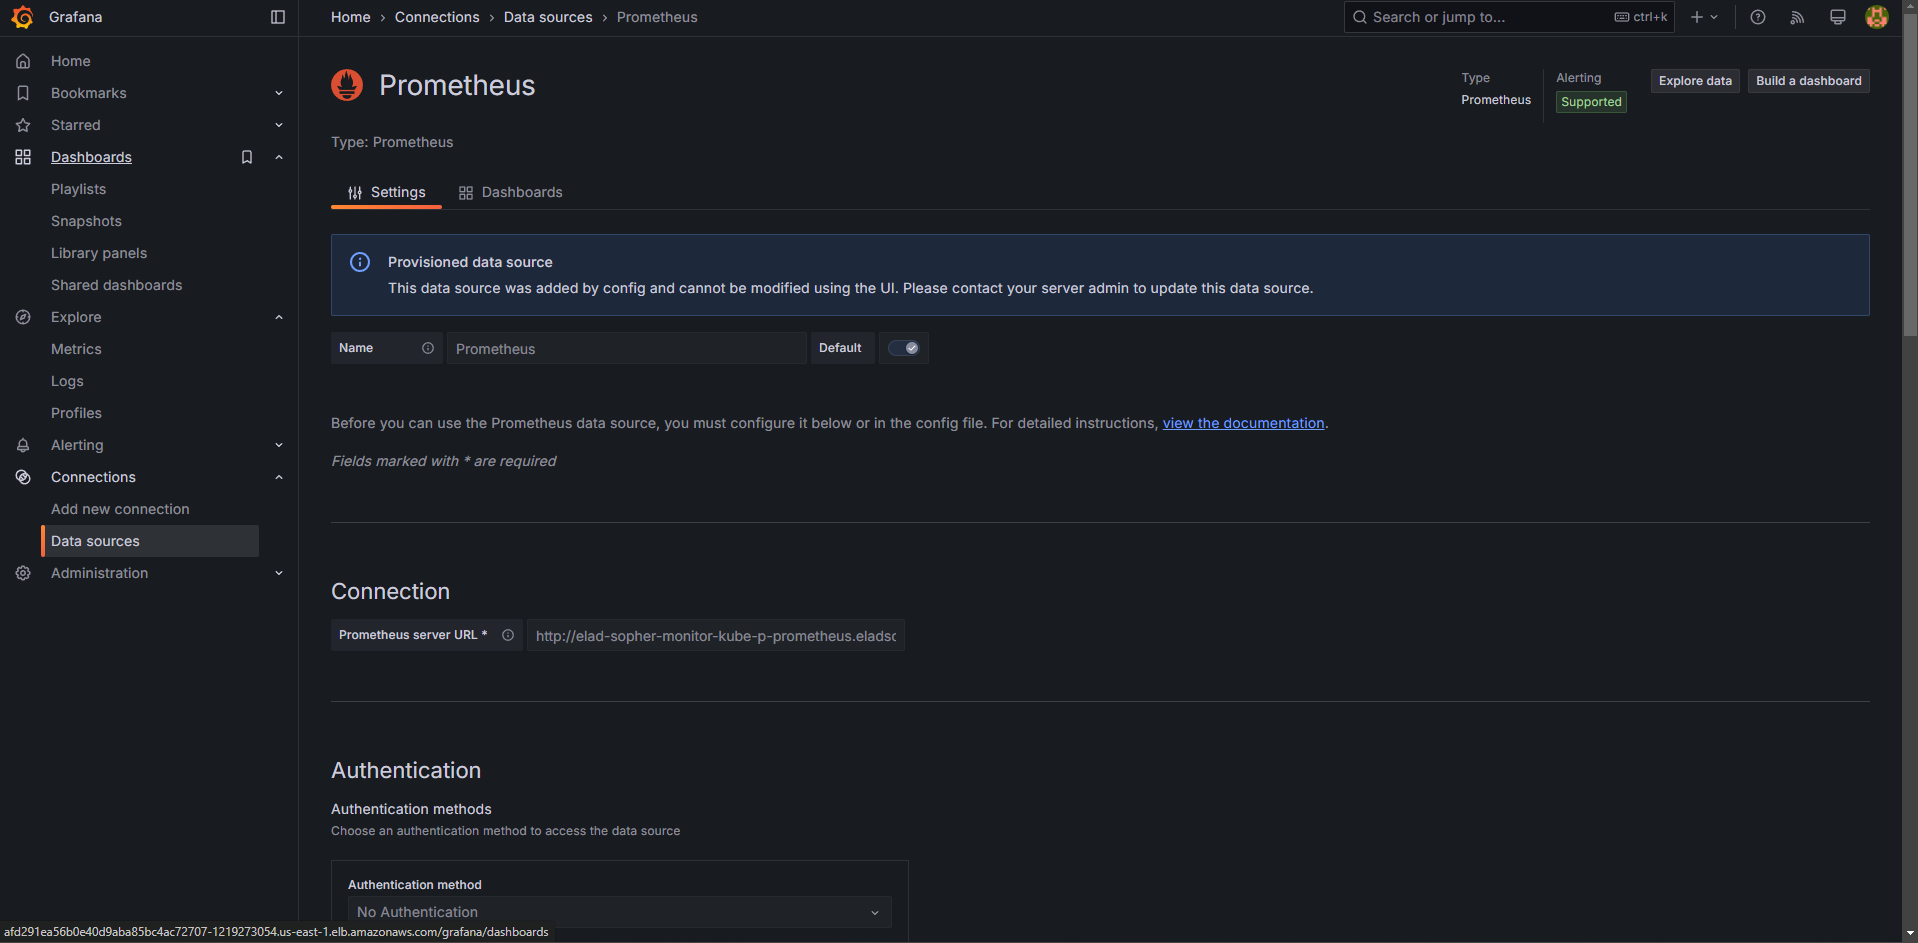 Grafana
Home › Connections › Data sources › Prometheus
Search or jump to...
ctrl+k
Home
Bookmarks
Starred
Dashboards
Playlists
Snapshots
Library panels
Shared dashboards
Explore
Metrics
Logs
Profiles
Alerting
Connections
Add new connection
Data sources
Administration
Prometheus
Type
Prometheus
Alerting
Supported
Explore data
Build a dashboard
Type: Prometheus
Settings
Dashboards
Provisioned data source
This data source was added by config and cannot be modified using the UI. Please contact your server admin to update this data source.
Name
Prometheus
Default
Before you can use the Prometheus data source, you must configure it below or in the config file. For detailed instructions, view the documentation.
Fields marked with * are required
Connection
Prometheus server URL *
http://elad-sopher-monitor-kube-p-prometheus.eladsc
Authentication
Authentication methods
Choose an authentication method to access the data source
Authentication method
No Authentication
afd291ea56b0e40d9aba85bc4ac72707-1219273054.us-east-1.elb.amazonaws.com/grafana/dashboards